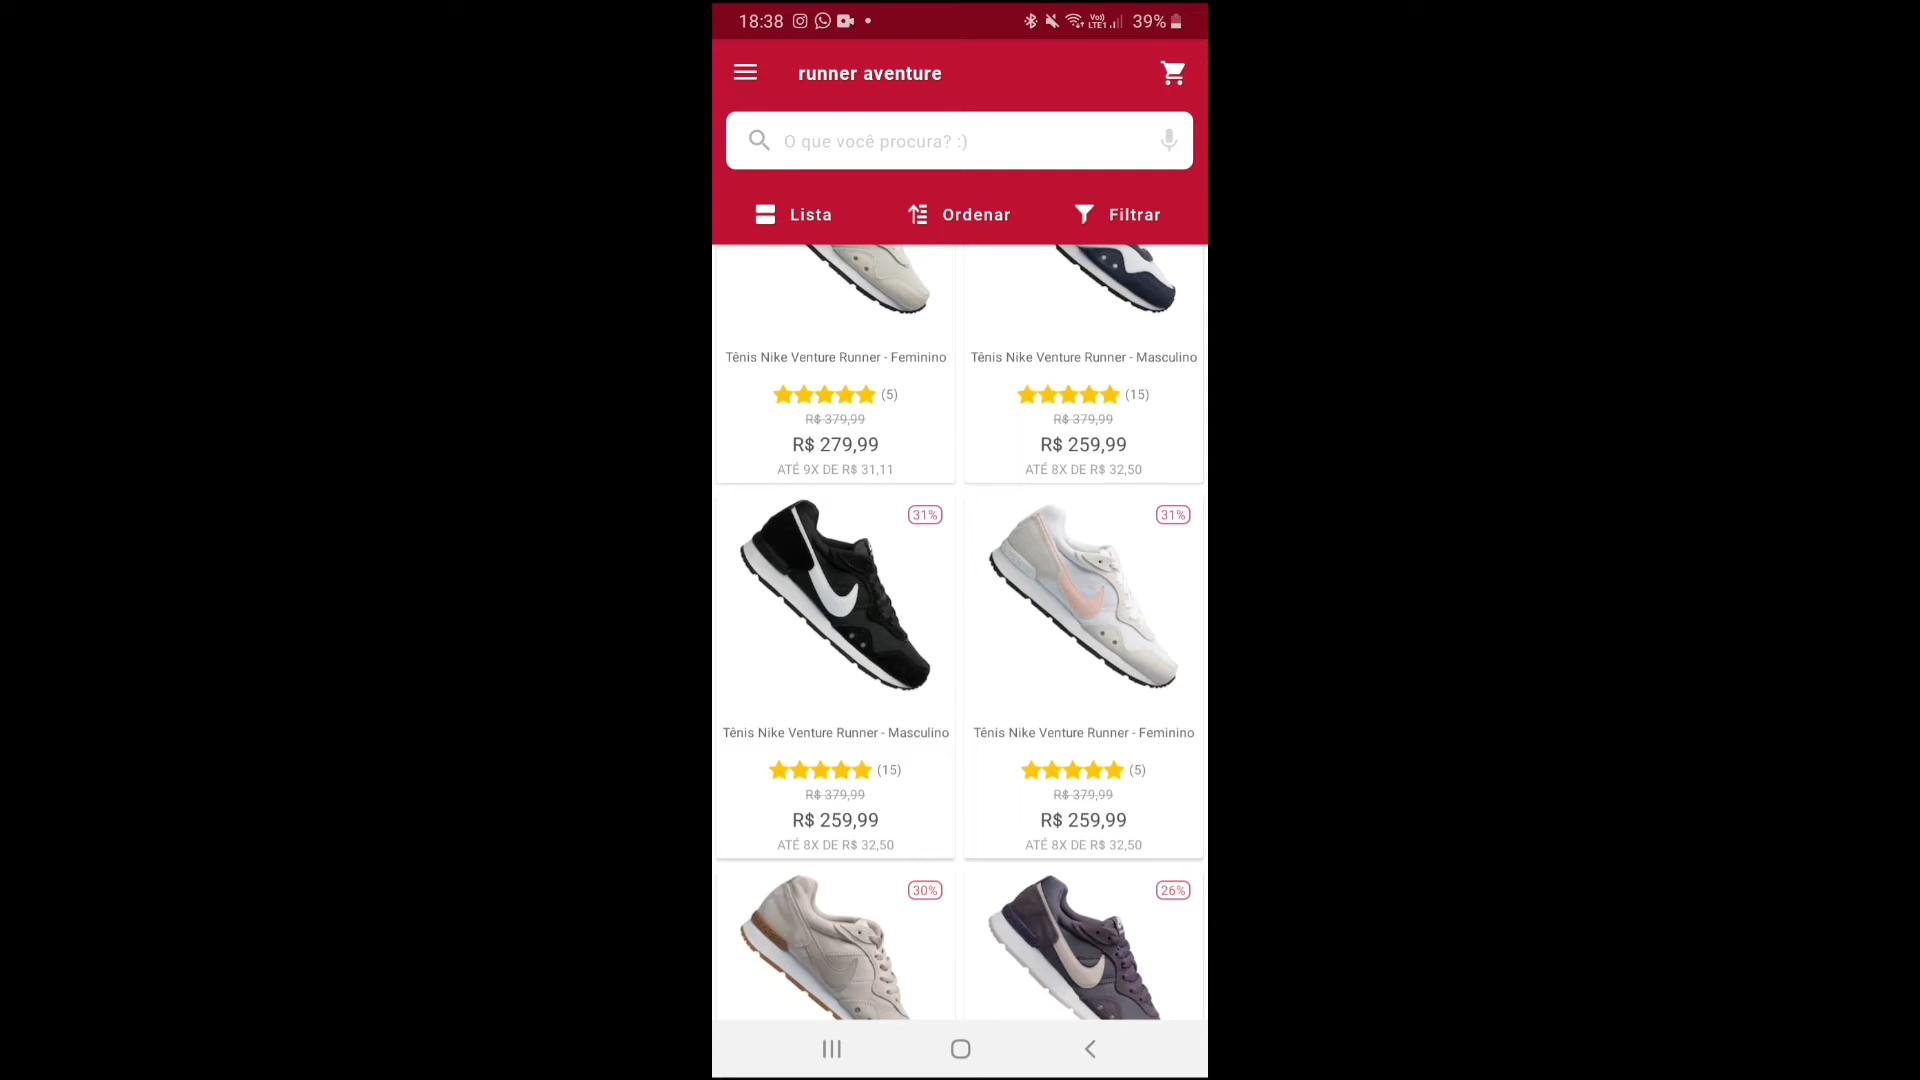 18:38
Vo)
LTE1
39%
runner aventure
O que você procura? :)
Lista
Ordenar
Filtrar
Tênis Nike Venture Runner - Feminino
(5)
R$ 379,99
R$ 279,99
ATÉ 9X DE R$ 31,11
Tênis Nike Venture Runner - Masculino
(15)
R$ 379,99
R$ 259,99
ATÉ 8X DE R$ 32,50
31%
Tênis Nike Venture Runner - Masculino
(15)
R$ 379,99
R$ 259,99
ATÉ 8X DE R$ 32,50
31%
Tênis Nike Venture Runner - Feminino
(5)
R$ 379,99
R$ 259,99
ATÉ 8X DE R$ 32,50
30%
26%